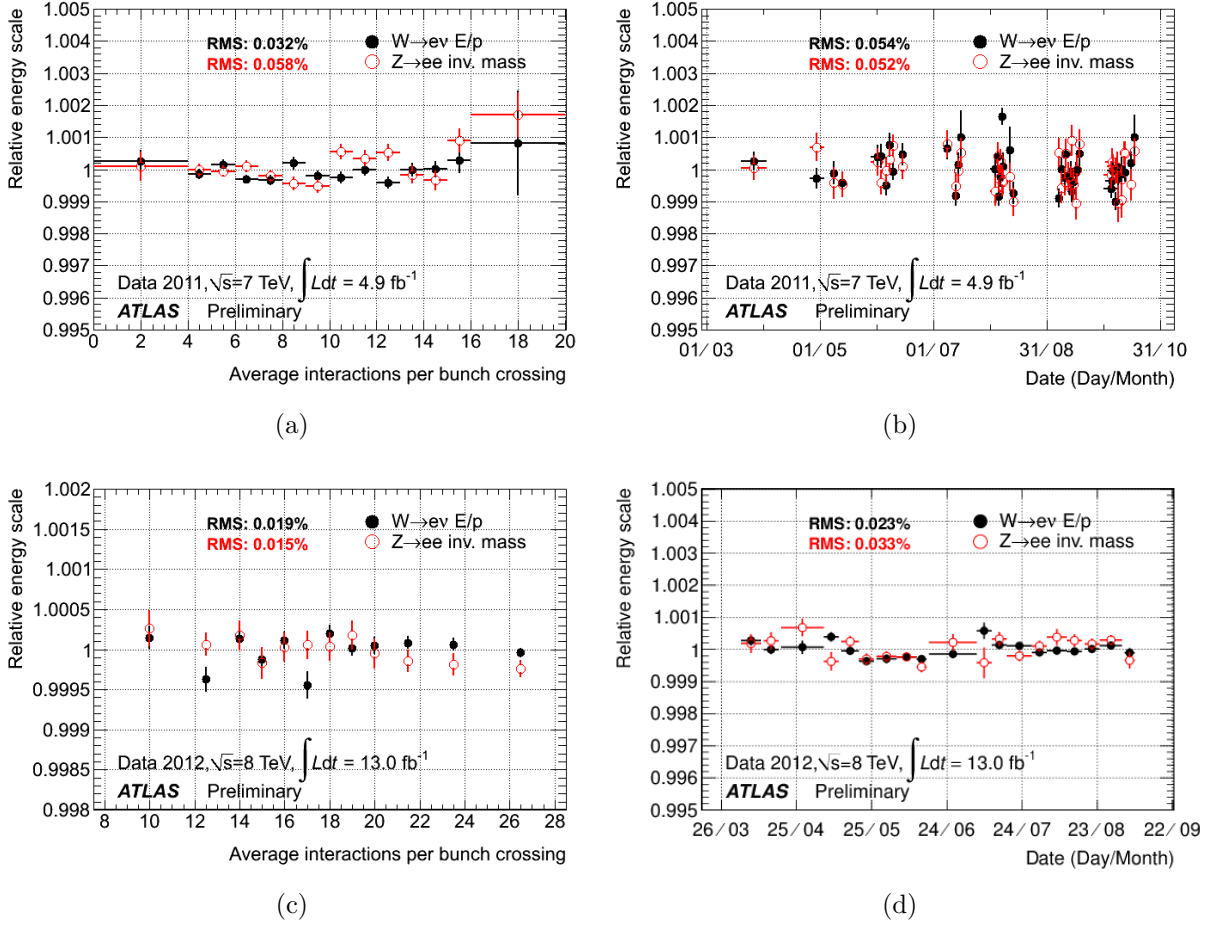 Relative energy scale
1.005
1.004
1.003
1.002
1.001
1
0.999
0.998
0.997
0.996
0.995
RMS: 0.032%
RMS: 0.058%
W→eν E/p
Z→ee inv. mass
Data 2011,√s=7 TeV, ∫Ldt = 4.9 fb⁻¹
ATLAS Preliminary
0 2 4 6 8 10 12 14 16 18 20
Average interactions per bunch crossing
(a)
Relative energy scale
1.005
1.004
1.003
1.002
1.001
1
0.999
0.998
0.997
0.996
0.995
RMS: 0.054%
RMS: 0.052%
W→eν E/p
Z→ee inv. mass
Data 2011,√s=7 TeV, ∫Ldt = 4.9 fb⁻¹
ATLAS Preliminary
01/03 01/05 01/07 31/08 31/10
Date (Day/Month)
(b)
Relative energy scale
1.002
1.0015
1.001
1.0005
1
0.9995
0.999
0.9985
0.998
RMS: 0.019%
RMS: 0.015%
W→eν E/p
Z→ee inv. mass
Data 2012,√s=8 TeV, ∫Ldt = 13.0 fb⁻¹
ATLAS Preliminary
8 10 12 14 16 18 20 22 24 26 28
Average interactions per bunch crossing
(c)
Relative energy scale
1.005
1.004
1.003
1.002
1.001
1
0.999
0.998
0.997
0.996
0.995
RMS: 0.023%
RMS: 0.033%
W→eν E/p
Z→ee inv. mass
Data 2012,√s=8 TeV, ∫Ldt = 13.0 fb⁻¹
ATLAS Preliminary
26/03 25/04 25/05 24/06 24/07 23/08 22/09
Date (Day/Month)
(d)